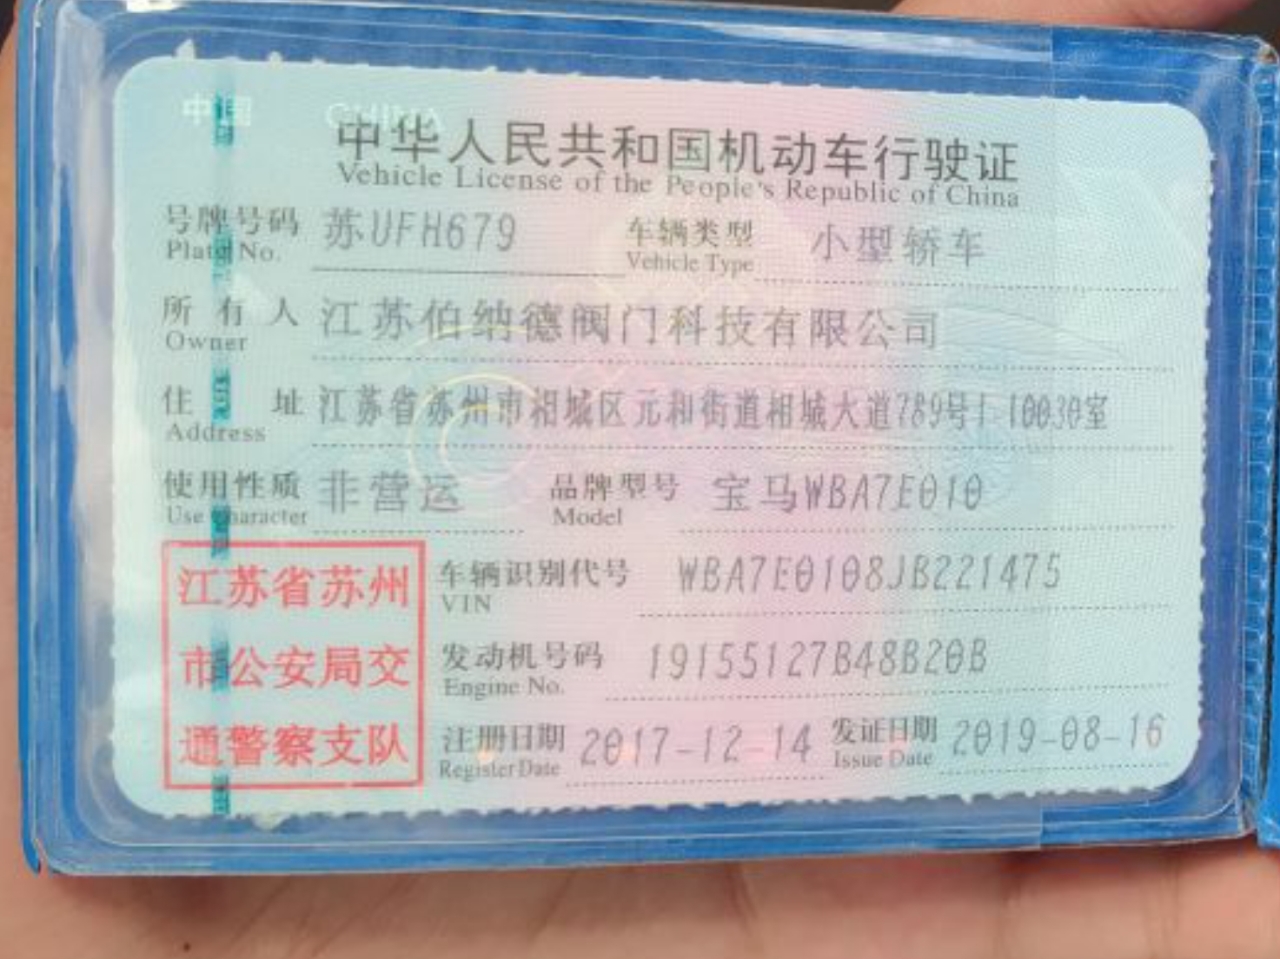 中国 CHINA
中华人民共和国机动车行驶证
Vehicle License of the People's Republic of China
号牌号码 苏UFH679 车辆类型 小型轿车
Plate No. Vehicle Type
所有人 江苏伯纳德阀门科技有限公司
Owner
住址 江苏省苏州市相城区元和街道相城大道789号1-10030室
Address
使用性质 非营运 品牌型号 宝马WBA7E010
Use Character Model
江苏省苏州
市公安局交
通警察支队
车辆识别代号 WBA7E0108JB221475
VIN
发动机号码 19155127B48B20B
Engine No.
注册日期 2017-12-14 发证日期 2019-08-16
Register Date Issue Date